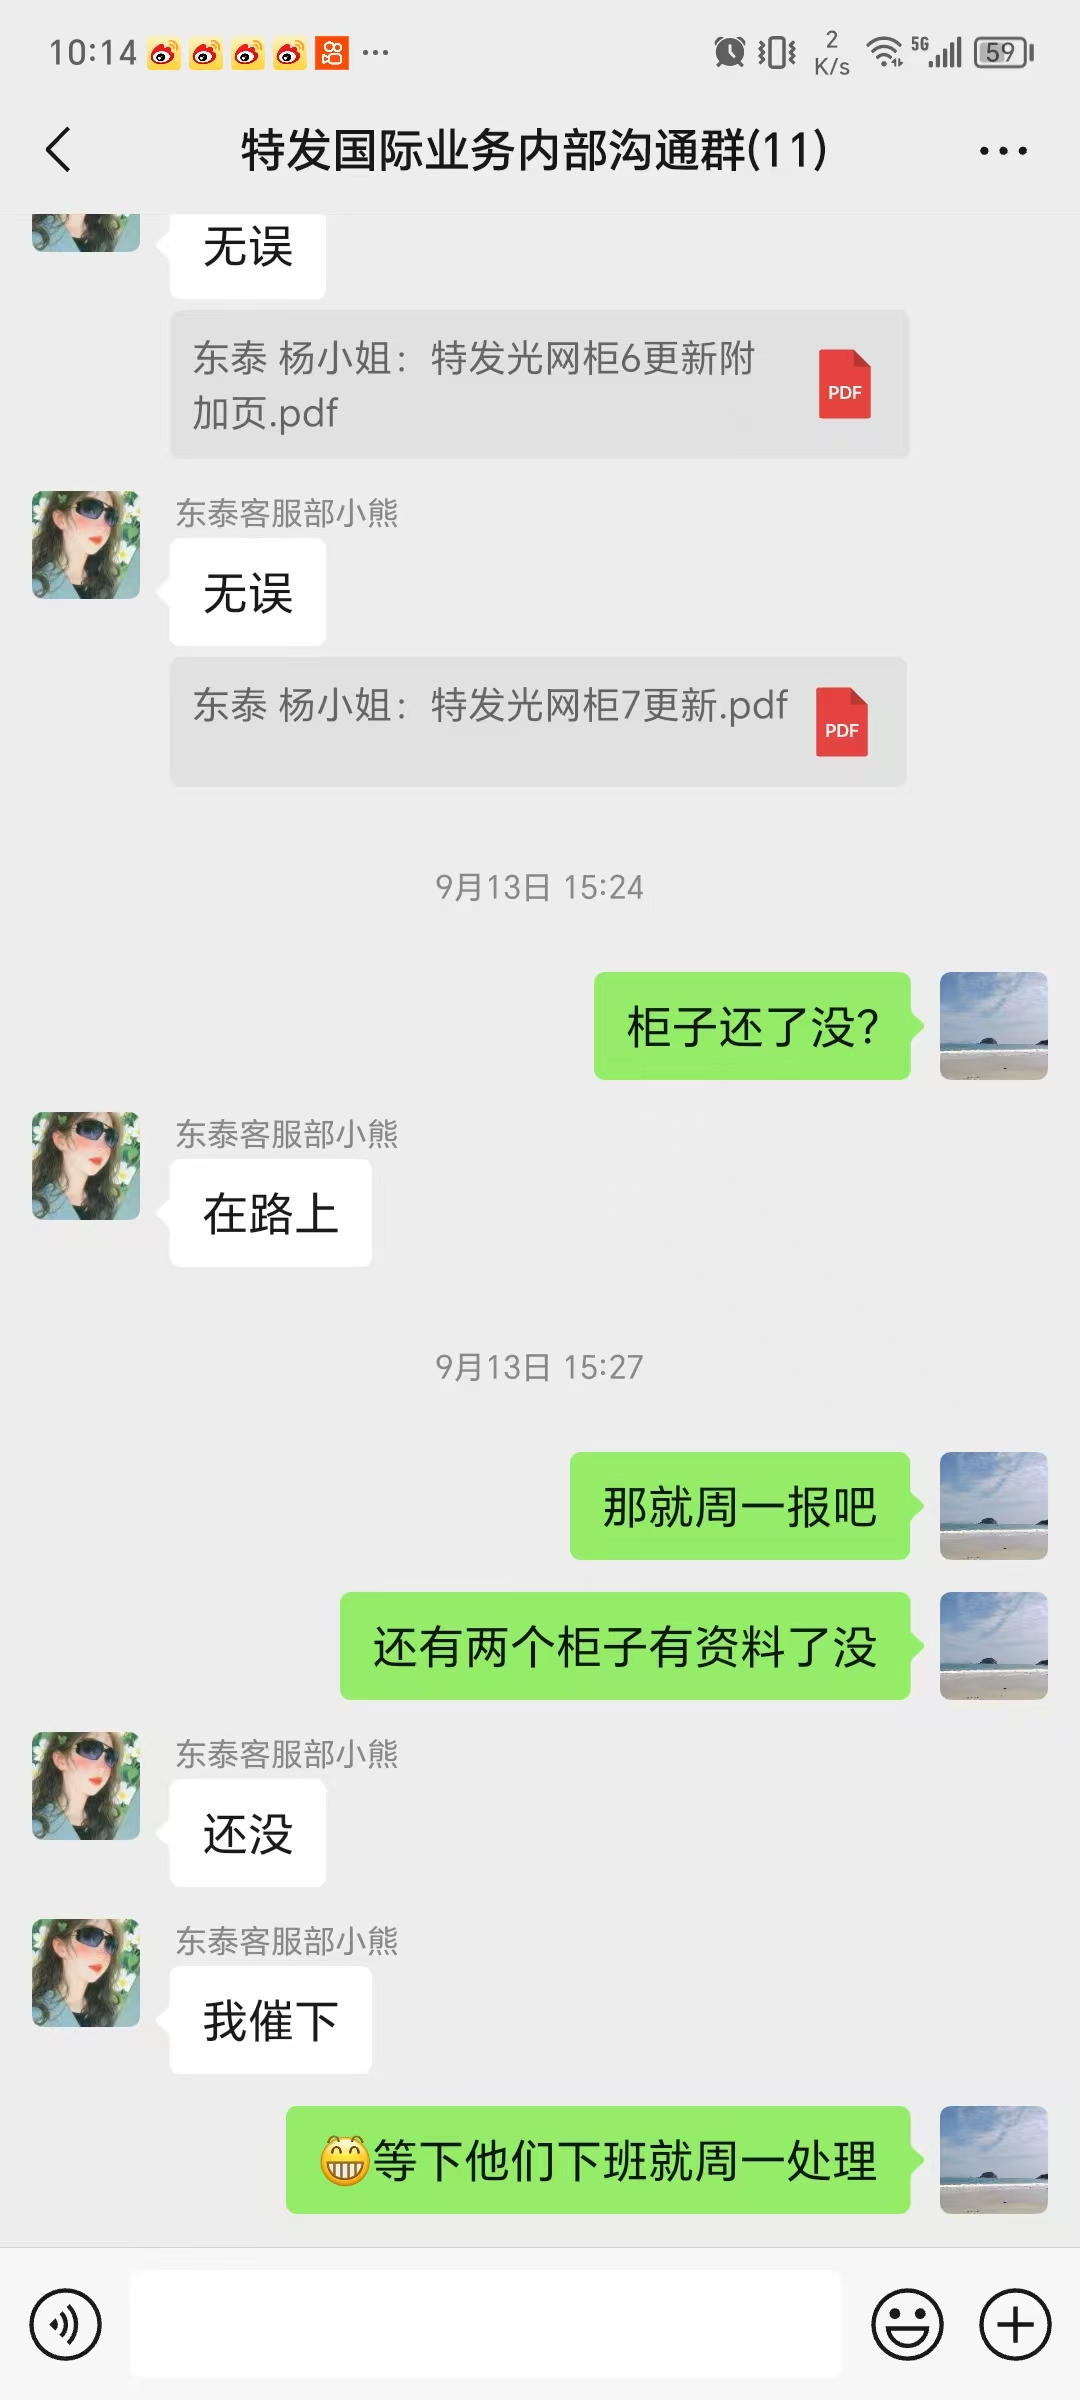 10:14
2
K/s
5G
59
特发国际业务内部沟通群(11)
无误
东泰 杨小姐：特发光网柜6更新附
加页.pdf
PDF
东泰客服部小熊
无误
东泰 杨小姐：特发光网柜7更新.pdf
PDF
9月13日 15:24
柜子还了没?
东泰客服部小熊
在路上
9月13日 15:27
那就周一报吧
还有两个柜子有资料了没
东泰客服部小熊
还没
东泰客服部小熊
我催下
😁等下他们下班就周一处理